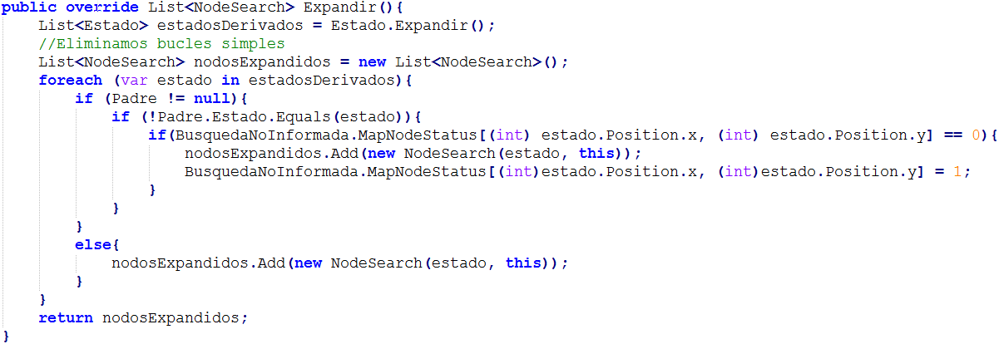 public override List<NodeSearch> Expandir(){
    List<Estado> estadosDerivados = Estado.Expandir();
    //Eliminamos bucles simples
    List<NodeSearch> nodosExpandidos = new List<NodeSearch>();
    foreach (var estado in estadosDerivados){
        if (Padre != null){
            if (!Padre.Estado.Equals(estado)){
                if(BusquedaNoInformada.MapNodeStatus[(int) estado.Position.x, (int) estado.Position.y] == 0){
                    nodosExpandidos.Add(new NodeSearch(estado, this));
                    BusquedaNoInformada.MapNodeStatus[(int)estado.Position.x, (int)estado.Position.y] = 1;
                }
            }
        }
        else{
            nodosExpandidos.Add(new NodeSearch(estado, this));
        }
    }
    return nodosExpandidos;
}